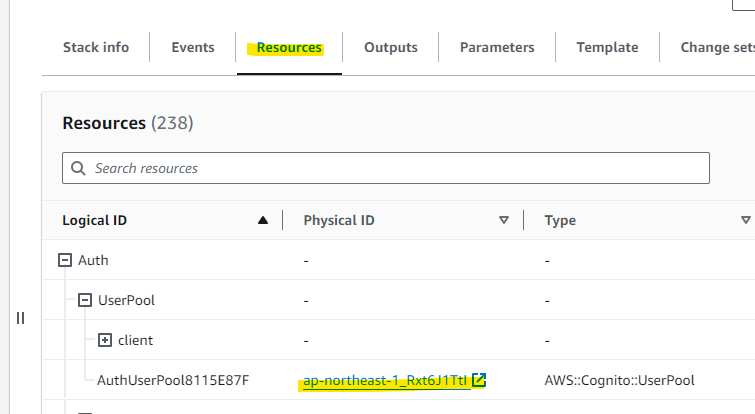 Stack info Events Resources Outputs Parameters Template Change sets
Resources (238)
Search resources
Logical ID Physical ID Type
Auth - -
UserPool - -
client - -
AuthUserPool8115E87F ap-northeast-1_Rxt6J1Ttl AWS::Cognito::UserPool